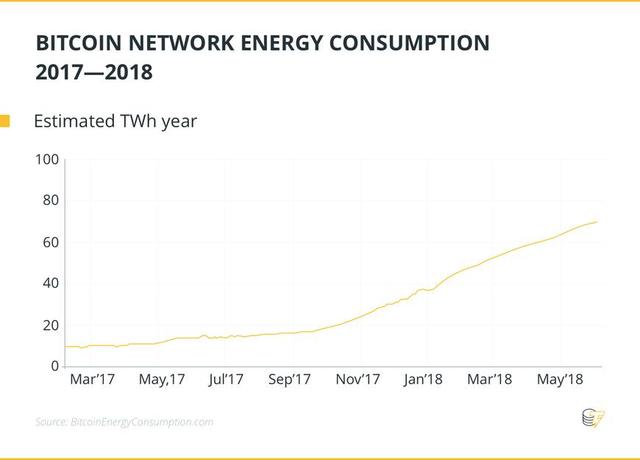 BITCOIN NETWORK ENERGY CONSUMPTION
2017—2018
Estimated TWh year
100
80
60
40
20
0
Mar'17 May,17 Jul'17 Sep'17 Nov'17 Jan'18 Mar'18 May'18
Source: BitcoinEnergyConsumption.com